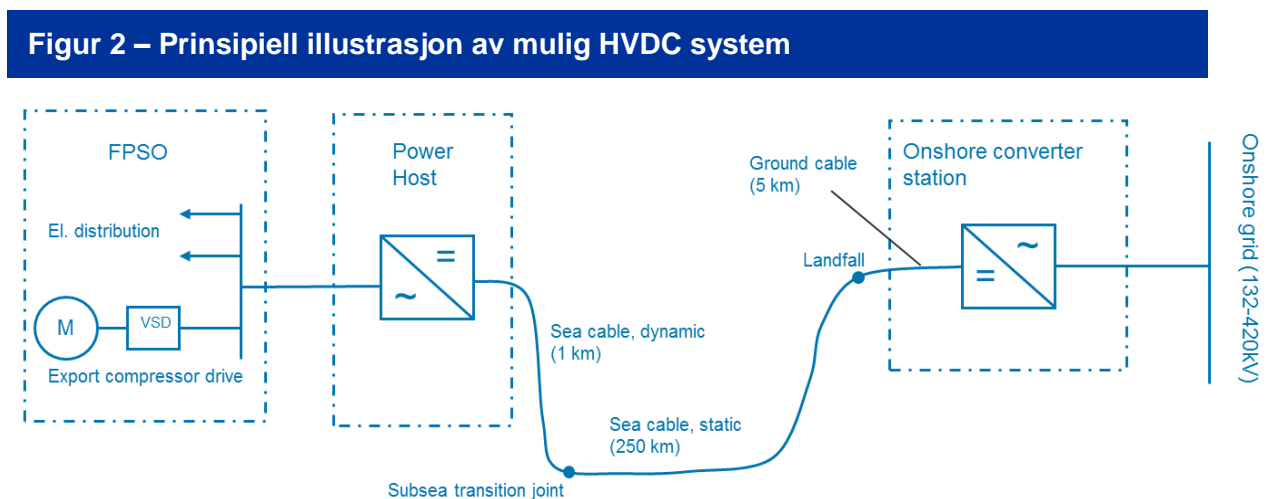 Figur 2 – Prinsipiell illustrasjon av mulig HVDC system
FPSO
El. distribution
M
VSD
Export compressor drive
Power
Host
=
~
Sea cable, dynamic
(1 km)
Subsea transition joint
Sea cable, static
(250 km)
Landfall
Ground cable
(5 km)
Onshore converter
station
~
=
Onshore grid (132-420kV)